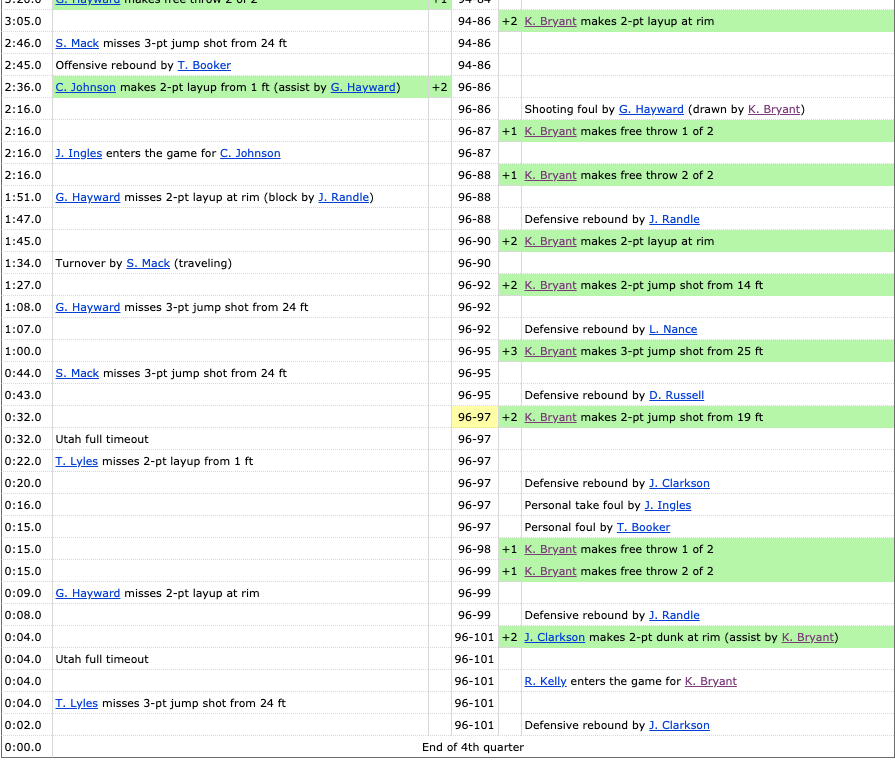 3:20.0 G. Hayward makes free throw 2 of 2 +1 94-84
3:05.0 94-86 +2 K. Bryant makes 2-pt layup at rim
2:46.0 S. Mack misses 3-pt jump shot from 24 ft 94-86
2:45.0 Offensive rebound by T. Booker 94-86
2:36.0 C. Johnson makes 2-pt layup from 1 ft (assist by G. Hayward) +2 96-86
2:16.0 96-86 Shooting foul by G. Hayward (drawn by K. Bryant)
2:16.0 96-87 +1 K. Bryant makes free throw 1 of 2
2:16.0 J. Ingles enters the game for C. Johnson 96-87
2:16.0 96-88 +1 K. Bryant makes free throw 2 of 2
1:51.0 G. Hayward misses 2-pt layup at rim (block by J. Randle) 96-88
1:47.0 96-88 Defensive rebound by J. Randle
1:45.0 96-90 +2 K. Bryant makes 2-pt layup at rim
1:34.0 Turnover by S. Mack (traveling) 96-90
1:27.0 96-92 +2 K. Bryant makes 2-pt jump shot from 14 ft
1:08.0 G. Hayward misses 3-pt jump shot from 24 ft 96-92
1:07.0 96-92 Defensive rebound by L. Nance
1:00.0 96-95 +3 K. Bryant makes 3-pt jump shot from 25 ft
0:44.0 S. Mack misses 3-pt jump shot from 24 ft 96-95
0:43.0 96-95 Defensive rebound by D. Russell
0:32.0 96-97 +2 K. Bryant makes 2-pt jump shot from 19 ft
0:32.0 Utah full timeout 96-97
0:22.0 T. Lyles misses 2-pt layup from 1 ft 96-97
0:20.0 96-97 Defensive rebound by J. Clarkson
0:16.0 96-97 Personal take foul by J. Ingles
0:15.0 96-97 Personal foul by T. Booker
0:15.0 96-98 +1 K. Bryant makes free throw 1 of 2
0:15.0 96-99 +1 K. Bryant makes free throw 2 of 2
0:09.0 G. Hayward misses 2-pt layup at rim 96-99
0:08.0 96-99 Defensive rebound by J. Randle
0:04.0 96-101 +2 J. Clarkson makes 2-pt dunk at rim (assist by K. Bryant)
0:04.0 Utah full timeout 96-101
0:04.0 96-101 R. Kelly enters the game for K. Bryant
0:04.0 T. Lyles misses 3-pt jump shot from 24 ft 96-101
0:02.0 96-101 Defensive rebound by J. Clarkson
0:00.0 End of 4th quarter